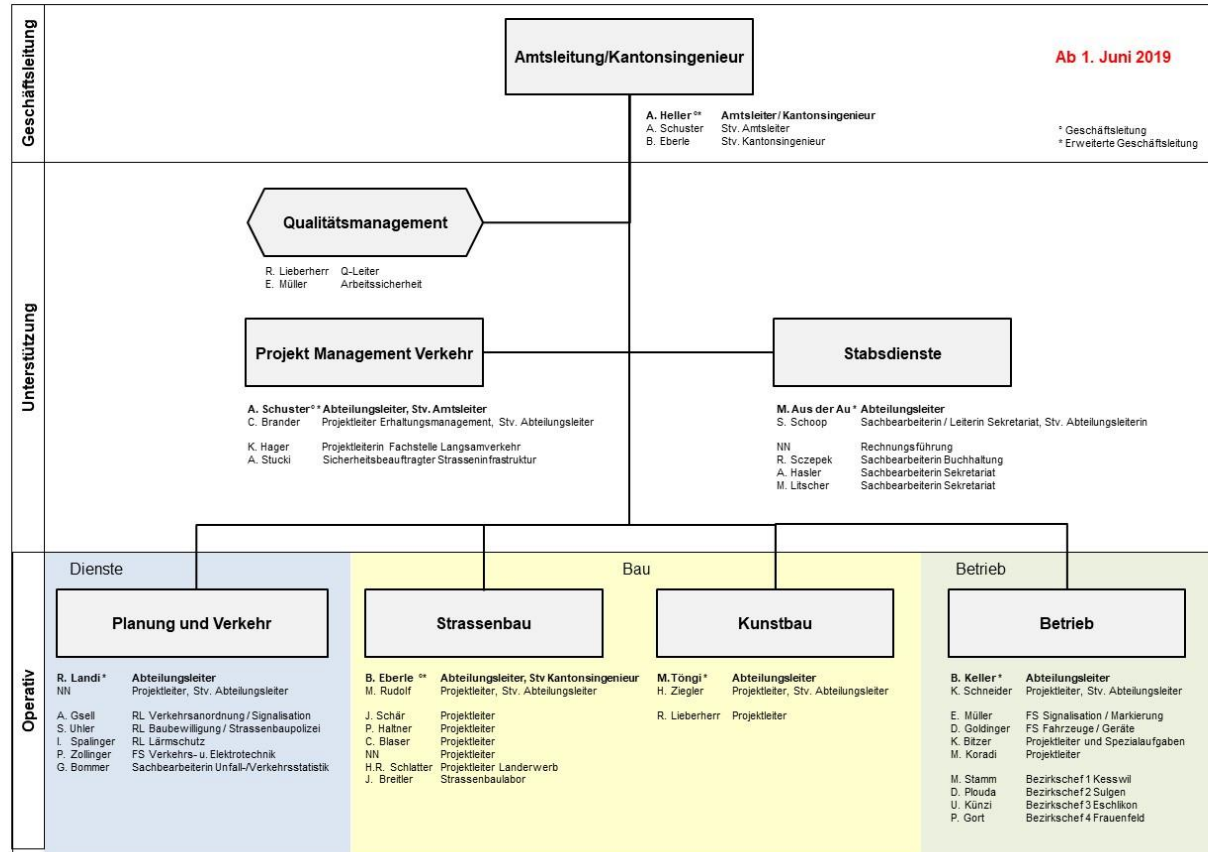 Geschäftsleitung
Amtsleitung/Kantonsingenieur
Ab 1. Juni 2019
A. Heller °* Amtsleiter / Kantonsingenieur
A. Schuster Stv. Amtsleiter
B. Eberle Stv. Kantonsingenieur
° Geschäftsleitung
* Erweiterte Geschäftsleitung
Unterstützung
Qualitätsmanagement
R. Lieberherr Q-Leiter
E. Müller Arbeitssicherheit
Projekt Management Verkehr
A. Schuster°* Abteilungsleiter, Stv. Amtsleiter
C. Brander Projektleiter Erhaltungsmanagement, Stv. Abteilungsleiter
K. Hager Projektleiterin Fachstelle Langsamverkehr
A. Stucki Sicherheitsbeauftragter Strasseninfrastruktur
Stabsdienste
M. Aus der Au * Abteilungsleiter
S. Schoop Sachbearbeiterin / Leiterin Sekretariat, Stv. Abteilungsleiterin
NN Rechnungsführung
R. Sczepek Sachbearbeiterin Buchhaltung
A. Hasler Sachbearbeiterin Sekretariat
M. Litscher Sachbearbeiterin Sekretariat
Operativ
Dienste
Planung und Verkehr
R. Landi * Abteilungsleiter
NN Projektleiter, Stv. Abteilungsleiter
A. Gsell RL Verkehrsanordnung / Signalisation
S. Uhler RL Baubewilligung / Strassenbaupolizei
I. Spalinger RL Lärmschutz
P. Zollinger FS Verkehrs- u. Elektrotechnik
G. Bommer Sachbearbeiterin Unfall-/Verkehrsstatistik
Bau
Strassenbau
B. Eberle °* Abteilungsleiter, Stv Kantonsingenieur
M. Rudolf Projektleiter, Stv. Abteilungsleiter
J. Schär Projektleiter
P. Haltner Projektleiter
C. Blaser Projektleiter
NN Projektleiter
H.R. Schlatter Projektleiter Landerwerb
J. Breitler Strassenbaulabor
Kunstbau
M.Töngi * Abteilungsleiter
H. Ziegler Projektleiter, Stv. Abteilungsleiter
R. Lieberherr Projektleiter
Betrieb
Betrieb
B. Keller * Abteilungsleiter
K. Schneider Projektleiter, Stv. Abteilungsleiter
E. Müller FS Signalisation / Markierung
D. Goldinger FS Fahrzeuge / Geräte
K. Bitzer Projektleiter und Spezialaufgaben
M. Koradi Projektleiter
M. Stamm Bezirkschef 1 Kesswil
D. Plouda Bezirkschef 2 Sulgen
U. Künzi Bezirkschef 3 Eschlikon
P. Gort Bezirkschef 4 Frauenfeld